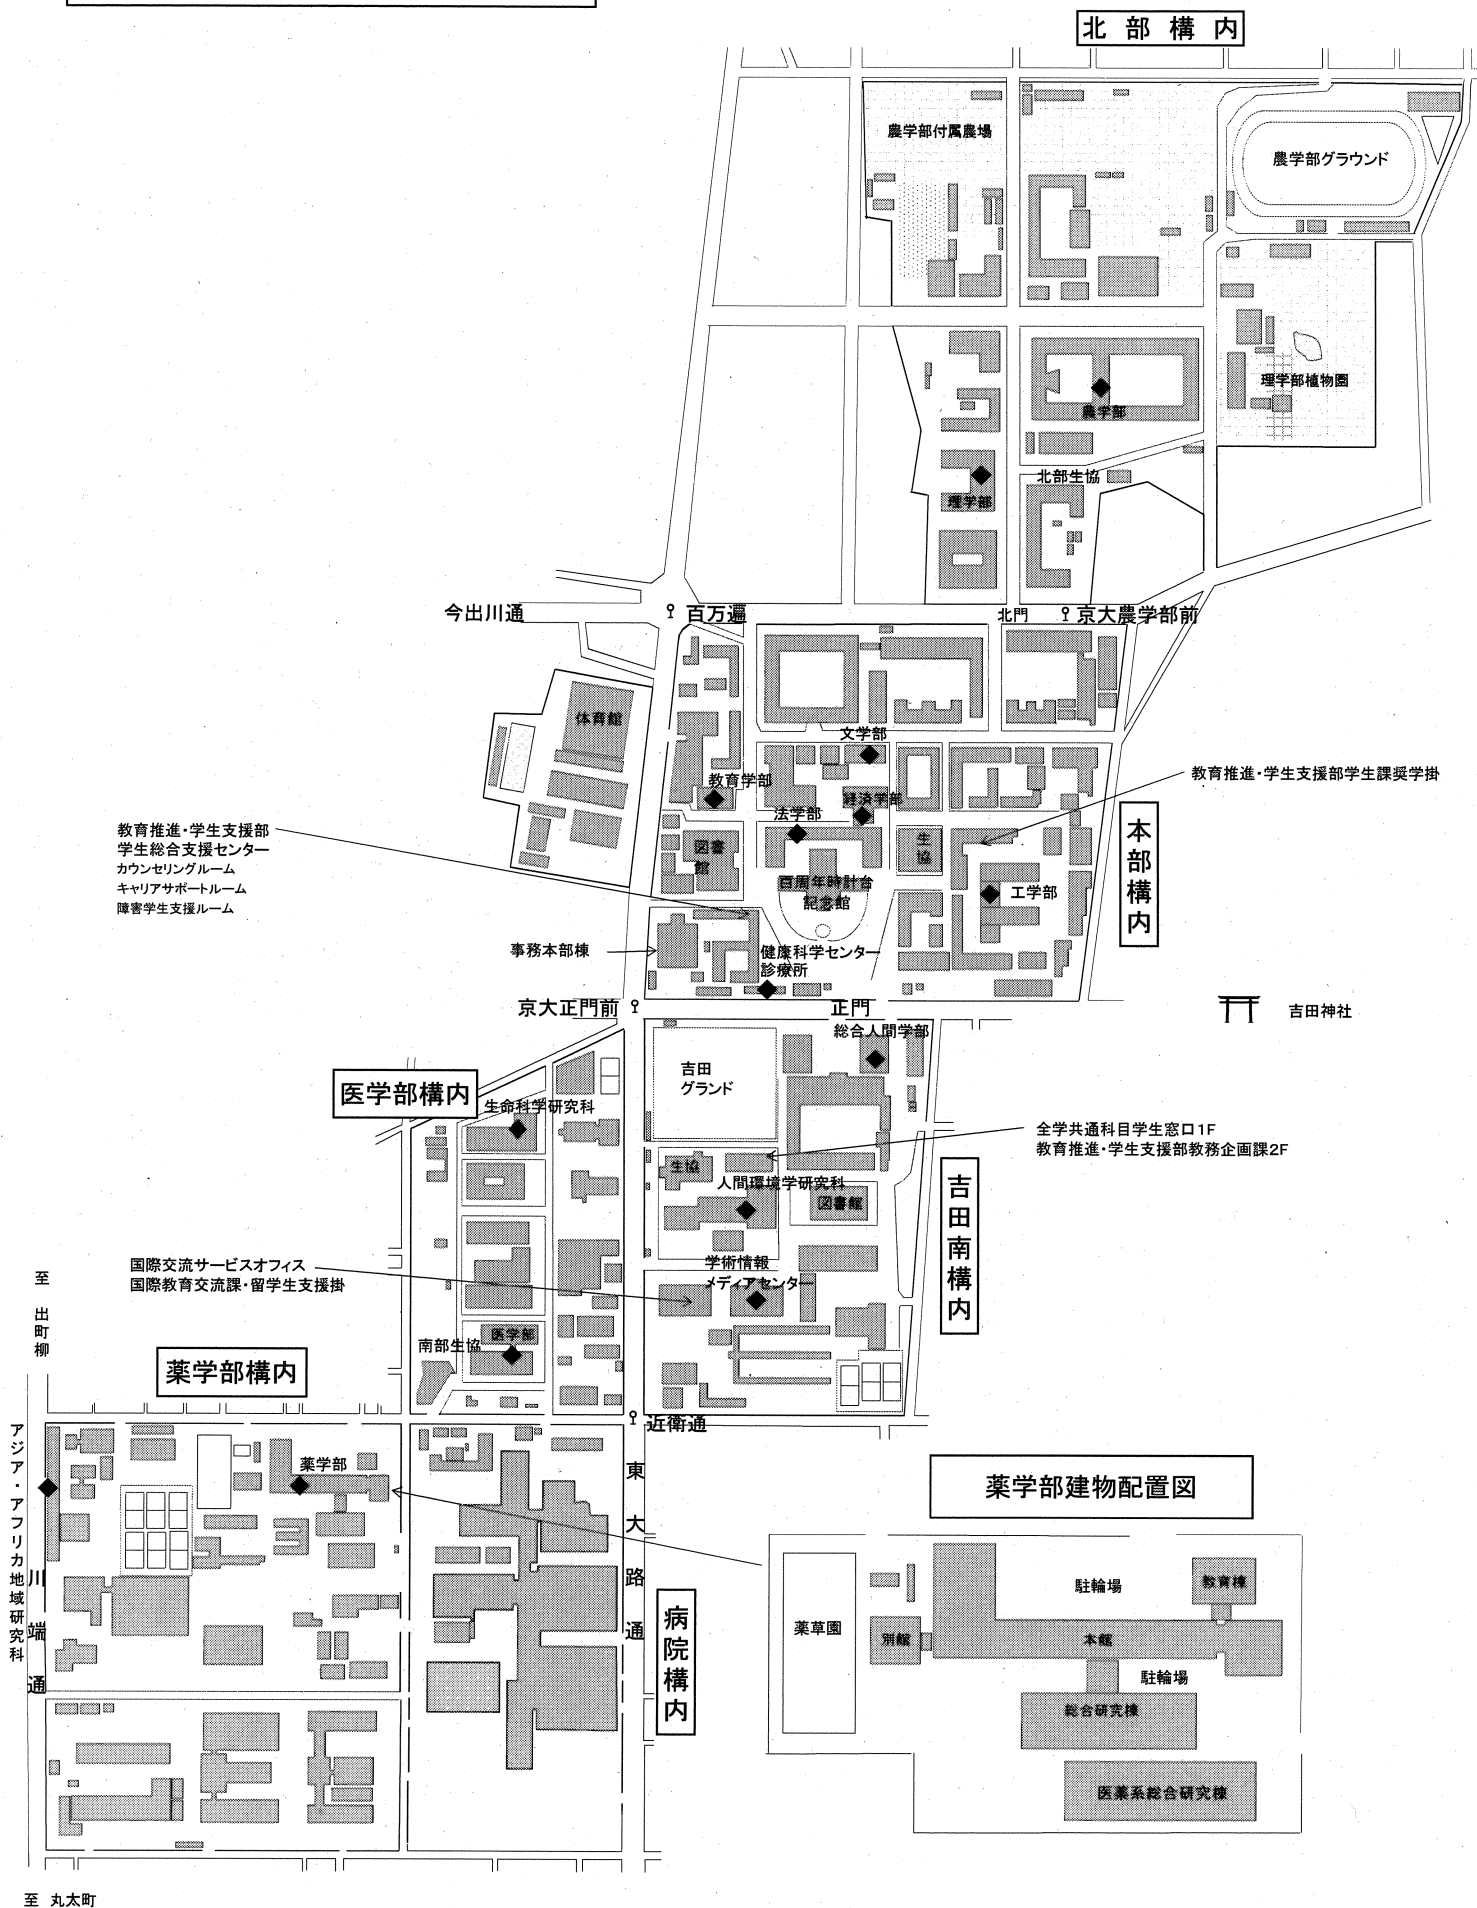 北部構内
農学部付属農場
農学部グラウンド
理学部植物園
農学部
北部生協
理学部
今出川通
百万遍
北門
京大農学部前
体育館
文学部
教育学部
経済学部
法学部
教育推進・学生支援部学生課奨学掛
教育推進・学生支援部
学生総合支援センター
カウンセリングルーム
キャリアサポートルーム
障害学生支援ルーム
図書
館
生
協
本部構内
百周年時計台
記念館
工学部
事務本部棟
健康科学センター
診療所
京大正門前
正門
吉田神社
総合人間学部
吉田
グランド
医学部構内
生命科学研究科
全学共通科目学生窓口1F
教育推進・学生支援部教務企画課2F
生協
人間環境学研究科
図書館
吉田南構内
国際交流サービスオフィス
国際教育交流課・留学生支援掛
学術情報
メディアセンター
至 出町柳
南部生協
医学部
薬学部構内
近衛通
アジア・アフリカ地域研究科
薬学部
東大路通
川端通
病院構内
薬学部建物配置図
薬草園
駐輪場
教育棟
別館
本館
駐輪場
総合研究棟
医薬系総合研究棟
至 丸太町